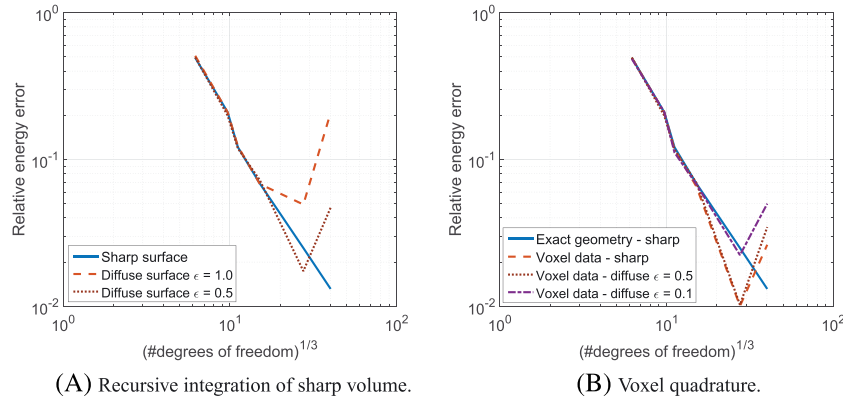 10^0
10^-1
10^-2
Relative energy error
Sharp surface
Diffuse surface ϵ = 1.0
Diffuse surface ϵ = 0.5
10^0
10^1
10^2
(#degrees of freedom)^1/3
(A) Recursive integration of sharp volume.
10^0
10^-1
10^-2
Relative energy error
Exact geometry - sharp
Voxel data - sharp
Voxel data - diffuse ϵ = 0.5
Voxel data - diffuse ϵ = 0.1
10^0
10^1
10^2
(#degrees of freedom)^1/3
(B) Voxel quadrature.